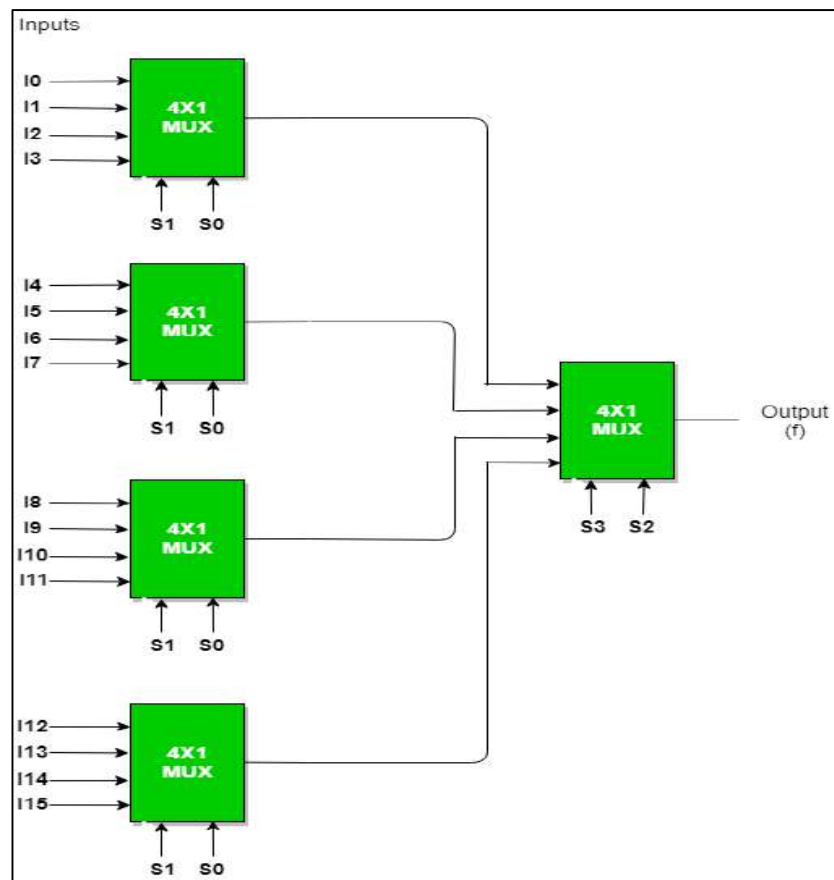 Inputs
I0
I1
I2
I3
4X1
MUX
S1 S0
I4
I5
I6
I7
4X1
MUX
S1 S0
4X1
MUX
Output
(f)
S3 S2
I8
I9
I10
I11
4X1
MUX
S1 S0
I12
I13
I14
I15
4X1
MUX
S1 S0